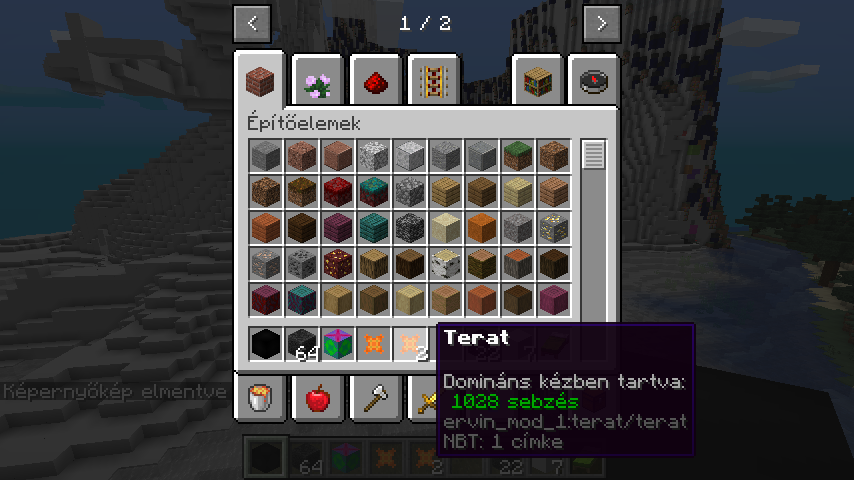 1 / 2
Építőelemek
64
2
Terat
Domináns kézben tartva:
1028 sebzés
ervin_mod_1:terat/terat
NBT: 1 címke
Képernyőkép elmentve
64
2
22
7